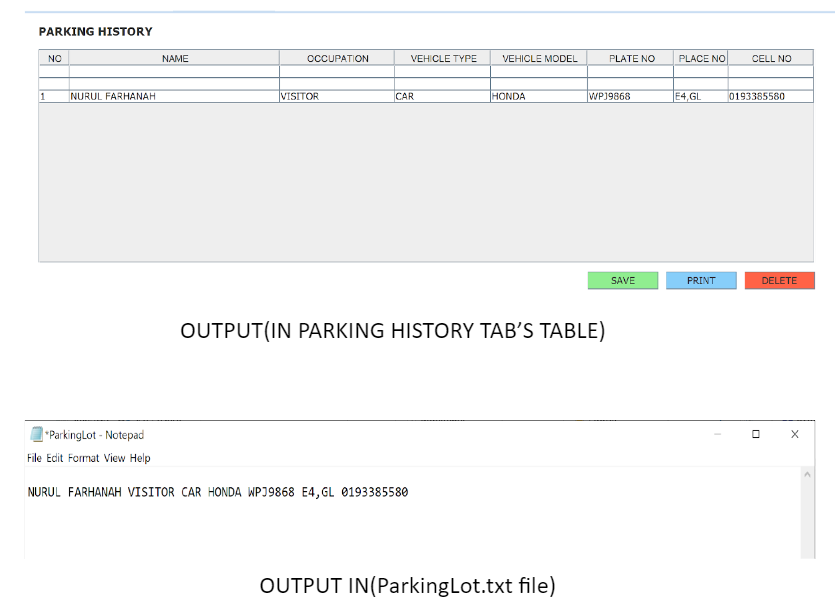 PARKING HISTORY
NO NAME OCCUPATION VEHICLE TYPE VEHICLE MODEL PLATE NO PLACE NO CELL NO
1 NURUL FARHANAH VISITOR CAR HONDA WPJ9868 E4,GL 0193385580
SAVE PRINT DELETE
OUTPUT(IN PARKING HISTORY TAB’S TABLE)
*ParkingLot - Notepad
File Edit Format View Help
NURUL FARHANAH VISITOR CAR HONDA WPJ9868 E4,GL 0193385580
OUTPUT IN(ParkingLot.txt file)